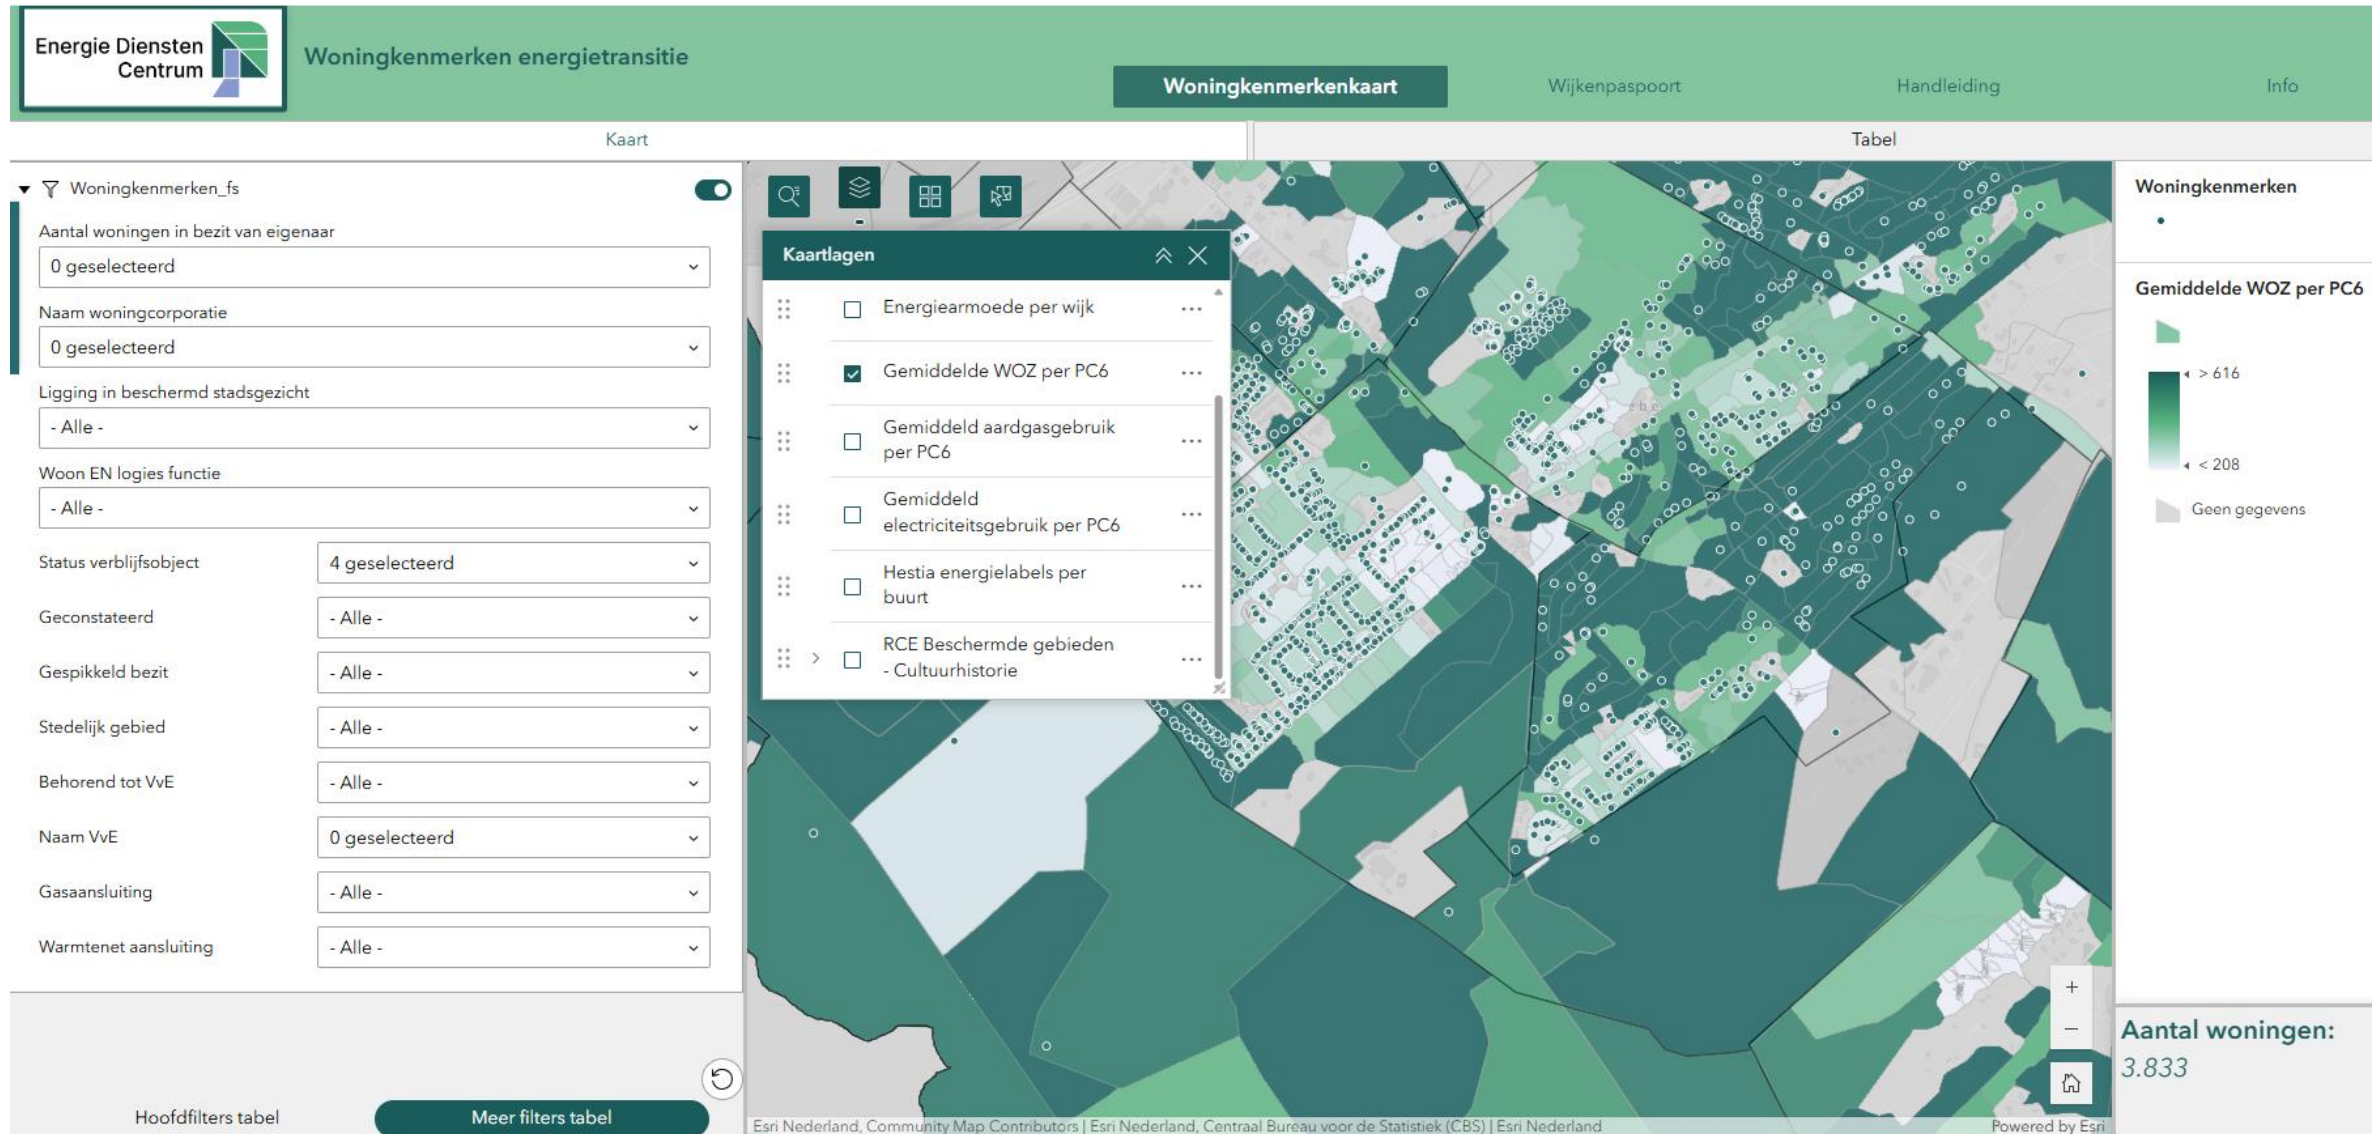 Energie Diensten
Centrum
Woningkenmerken energietransitie
Woningkenmerkenkaart
Wijkenpaspoort
Handleiding
Info
Kaart
Tabel
Woningkenmerken_fs
Aantal woningen in bezit van eigenaar
0 geselecteerd
Naam woningcorporatie
0 geselecteerd
Ligging in beschermd stadsgezicht
- Alle -
Woon EN logies functie
- Alle -
Status verblijfsobject
4 geselecteerd
Geconstateerd
- Alle -
Gespikkeld bezit
- Alle -
Stedelijk gebied
- Alle -
Behorend tot VvE
- Alle -
Naam VvE
0 geselecteerd
Gasaansluiting
- Alle -
Warmtenet aansluiting
- Alle -
Hoofdfilters tabel
Meer filters tabel
Kaartlagen
Energiearmoede per wijk
Gemiddelde WOZ per PC6
Gemiddeld aardgasgebruik
per PC6
Gemiddeld
electriciteitsgebruik per PC6
Hestia energielabels per
buurt
RCE Beschermde gebieden
- Cultuurhistorie
Esri Nederland, Community Map Contributors | Esri Nederland, Centraal Bureau voor de Statistiek (CBS) | Esri Nederland
Powered by Esri
Woningkenmerken
Gemiddelde WOZ per PC6
> 616
< 208
Geen gegevens
Aantal woningen:
3.833